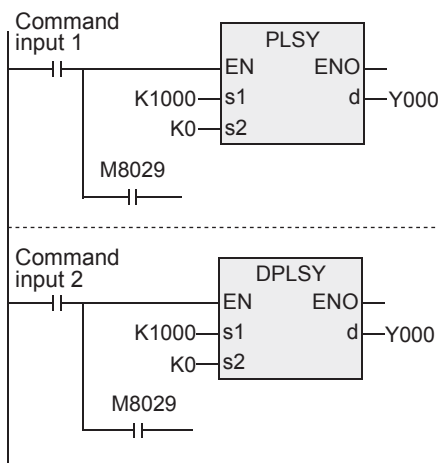 Command
input 1
PLSY
EN ENO
K1000 s1 d Y000
K0 s2
M8029
Command
input 2
DPLSY
EN ENO
K1000 s1 d Y000
K0 s2
M8029